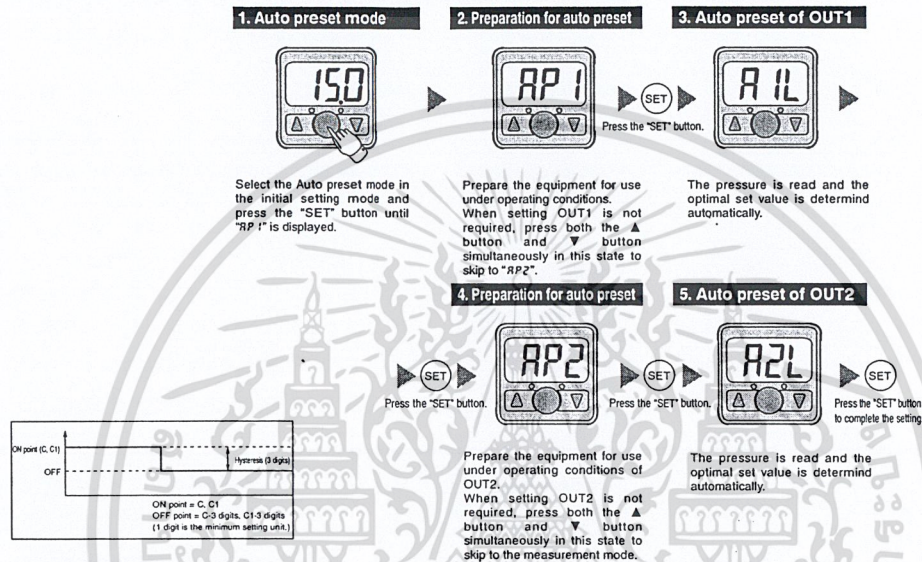 1. Auto preset mode
2. Preparation for auto preset
3. Auto preset of OUT1
15.0
AP1
SET
Press the "SET" button.
A1L
Select the Auto preset mode in
the initial setting mode and
press the "SET" button until
"AP1" is displayed.
Prepare the equipment for use
under operating conditions.
When setting OUT1 is not
required, press both the ▲
button and ▼ button
simultaneously in this state to
skip to "AP2".
The pressure is read and the
optimal set value is determind
automatically.
4. Preparation for auto preset
5. Auto preset of OUT2
SET
Press the "SET" button.
AP2
SET
Press the "SET" button.
A2L
SET
Press the "SET" button
to complete the setting
Prepare the equipment for use
under operating conditions of
OUT2.
When setting OUT2 is not
required, press both the ▲
button and ▼ button
simultaneously in this state to
skip to the measurement mode.
The pressure is read and the
optimal set value is determind
automatically.
ON point (C, C1)
Hysteresis (3 digits)
OFF
ON point = C, C1
OFF point = C-3 digits, C1-3 digits
(1 digit is the minimum setting unit.)